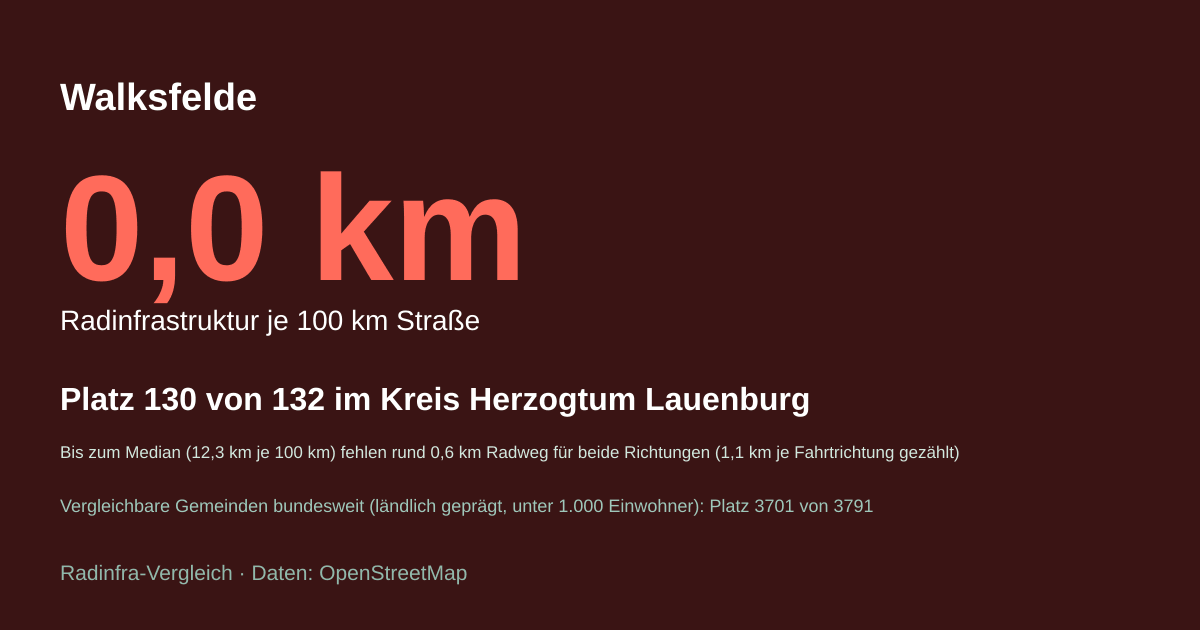 Walksfelde
0,0 km
Radinfrastruktur je 100 km Straße
Platz 130 von 132 im Kreis Herzogtum Lauenburg
Bis zum Median (12,3 km je 100 km) fehlen rund 0,6 km Radweg für beide Richtungen (1,1 km je Fahrtrichtung gezählt)
Vergleichbare Gemeinden bundesweit (ländlich geprägt, unter 1.000 Einwohner): Platz 3701 von 3791
Radinfra-Vergleich · Daten: OpenStreetMap